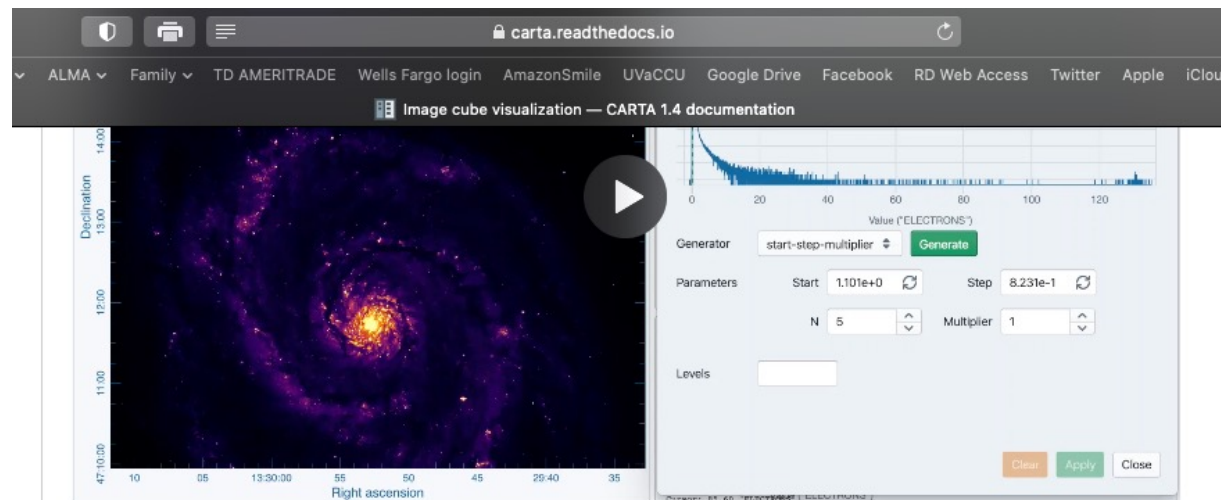 carta.readthedocs.io
ALMA Family TD AMERITRADE Wells Fargo login AmazonSmile UVaCCU Google Drive Facebook RD Web Access Twitter Apple iClou
Image cube visualization — CARTA 1.4 documentation
14:00
13:00
12:00
11:00
47:10:00
Declination
10 05 13:30:00 55 50 45 29:40 35
Right ascension
0 20 40 60 80 100 120
Value ("ELECTRONS")
Generator start-step-multiplier Generate
Parameters Start 1.101e+0 Step 8.231e-1
N 5 Multiplier 1
Levels
Clear Apply Close